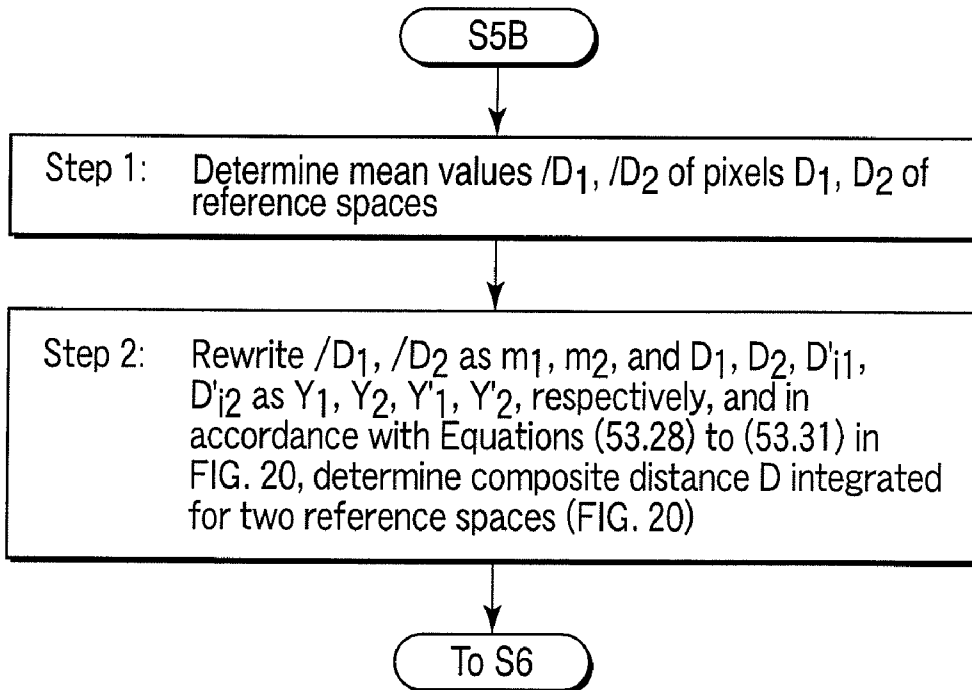 S5B
Step 1: Determine mean values /D1, /D2 of pixels D1, D2 of
reference spaces
Step 2: Rewrite /D1, /D2 as m1, m2, and D1, D2, D'i1,
D'i2 as Y1, Y2, Y'1, Y'2, respectively, and in
accordance with Equations (53.28) to (53.31) in
FIG. 20, determine composite distance D integrated
for two reference spaces (FIG. 20)
To S6